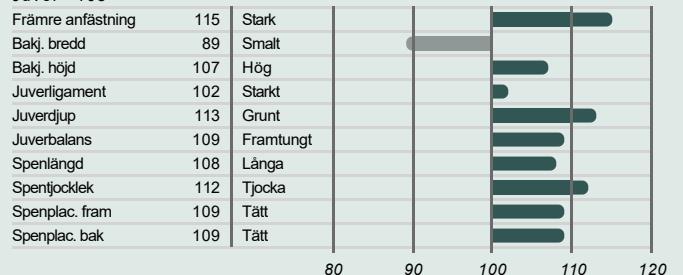 Främre anfästning 115 Stark
Bakj. bredd 89 Smalt
Bakj. höjd 107 Hög
Juverligament 102 Starkt
Juverdjup 113 Grunt
Juverbalans 109 Framtungt
Spenlängd 108 Långa
Spentjocklek 112 Tjocka
Spenplac. fram 109 Tätt
Spenplac. bak 109 Tätt
80 90 100 110 120